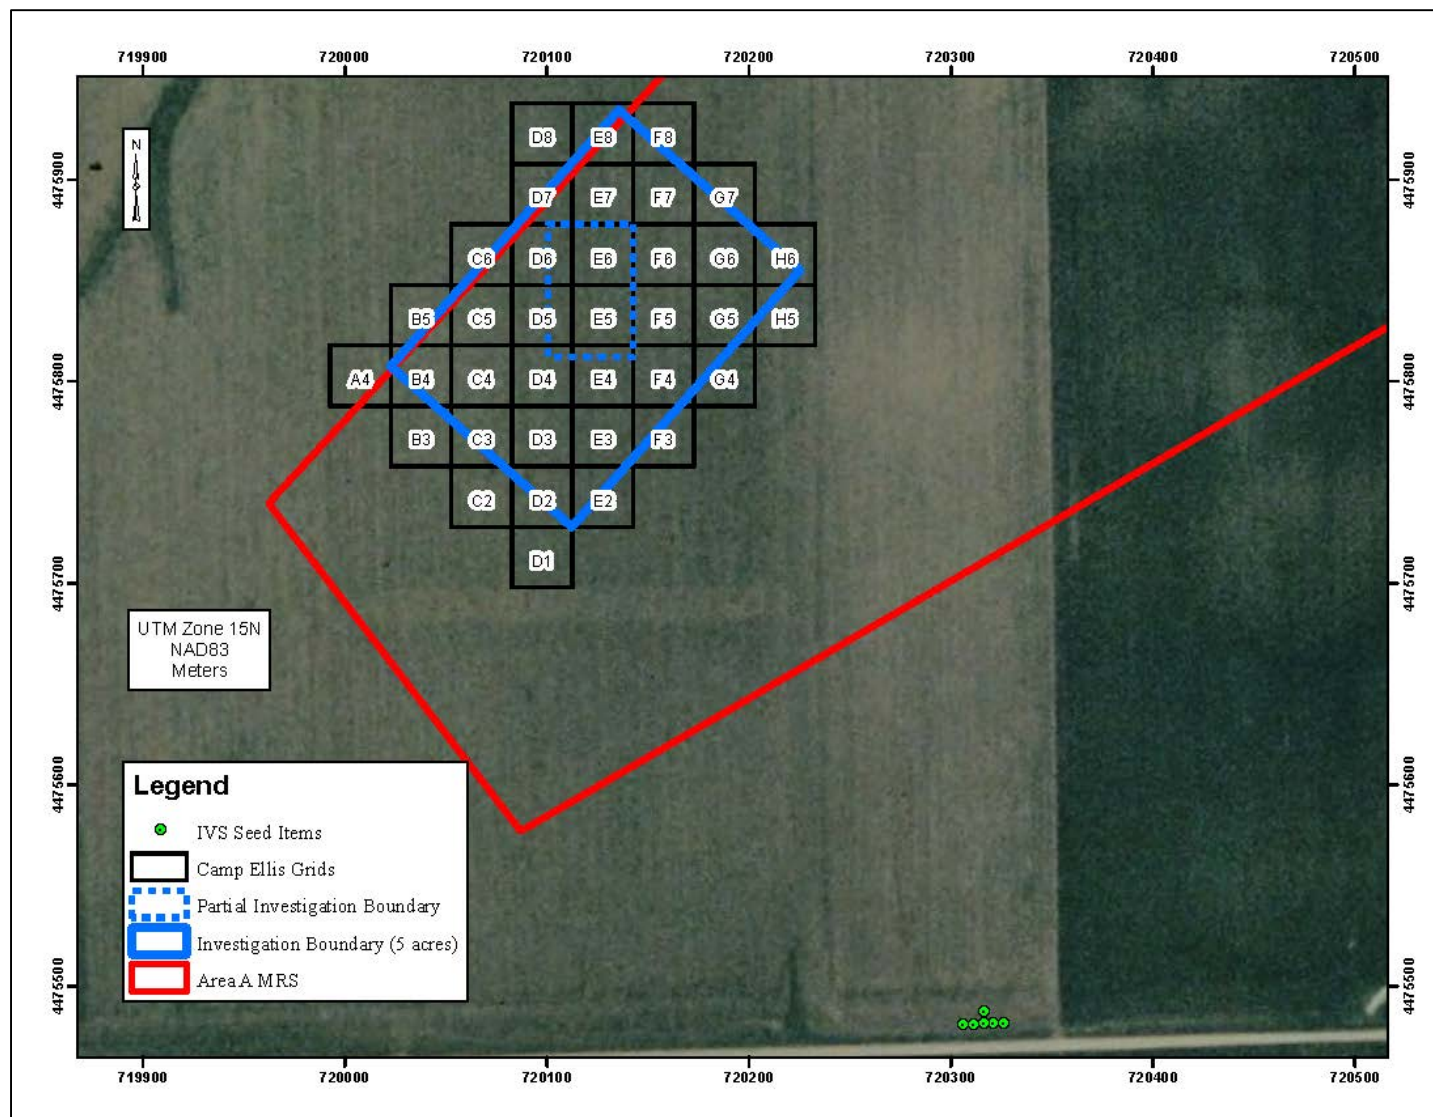 719900 720000 720100 720200 720300 720400 720500
N
D8 E8 F8
4475900 D7 E7 F7 G7 4475900
C6 D6 E6 F6 G6 H6
B5 C5 D5 E5 F5 G5 H5
4475800 A4 B4 C4 D4 E4 F4 G4 4475800
B3 C3 D3 E3 F3
C2 D2 E2
D1
4475700 4475700
UTM Zone 15N
NAD83
Meters
4475600 4475600
Legend
IVS Seed Items
Camp Ellis Grids
Partial Investigation Boundary
Investigation Boundary (5 acres)
Area A MRS
4475500 4475500
719900 720000 720100 720200 720300 720400 720500